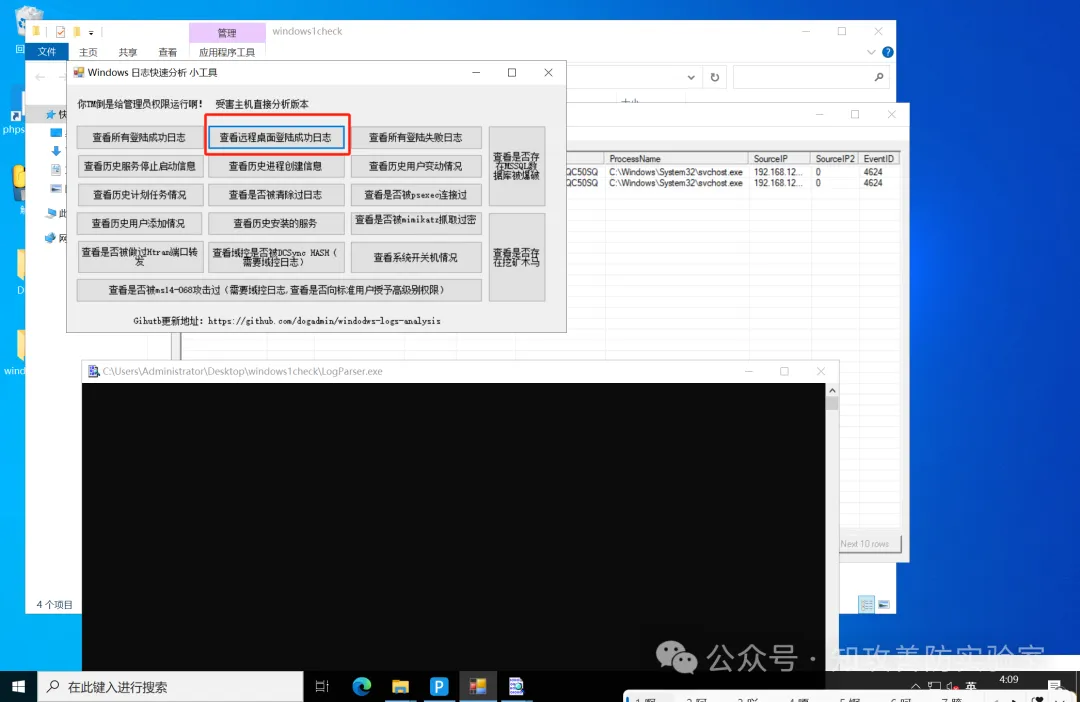 管理
windows1check
文件
主页
共享
查看
应用程序工具
Windows 日志快速分析 小工具
你TM倒是给管理员权限运行啊！ 受害主机直接分析版本
查看所有登陆成功日志
查看远程桌面登陆成功日志
查看所有登陆失败日志
查看历史服务停止启动信息
查看历史进程创建信息
查看历史用户变动情况
查看历史计划任务情况
查看是否被清除过日志
查看是否被psexec连接过
查看历史用户添加情况
查看历史安装的服务
查看是否被mimikatz抓取过密
查看是否被做过Htran端口转
发
查看域控是否被DCSync HASH（
需要域控日志）
查看系统开关机情况
查看是否存
在MSSQL数
据库被爆破
查看是否存
在挖矿木马
查看是否被ms14-068攻击过（需要域控日志,查看是否向标准用户授予高级别权限）
Gihutb更新地址：https://github.com/dogadmin/windodws-logs-analysis
ProcessName
SourceIP
SourceIP2
EventID
QC50SQ
C:\Windows\System32\svchost.exe
192.168.12...
0
4624
QC50SQ
C:\Windows\System32\svchost.exe
192.168.12...
0
4624
Next 10 rows
C:\Users\Administrator\Desktop\windows1check\LogParser.exe
phps
wind
4 个项目
公众号 · 知攻善防实验室
在此键入进行搜索
英
4:09